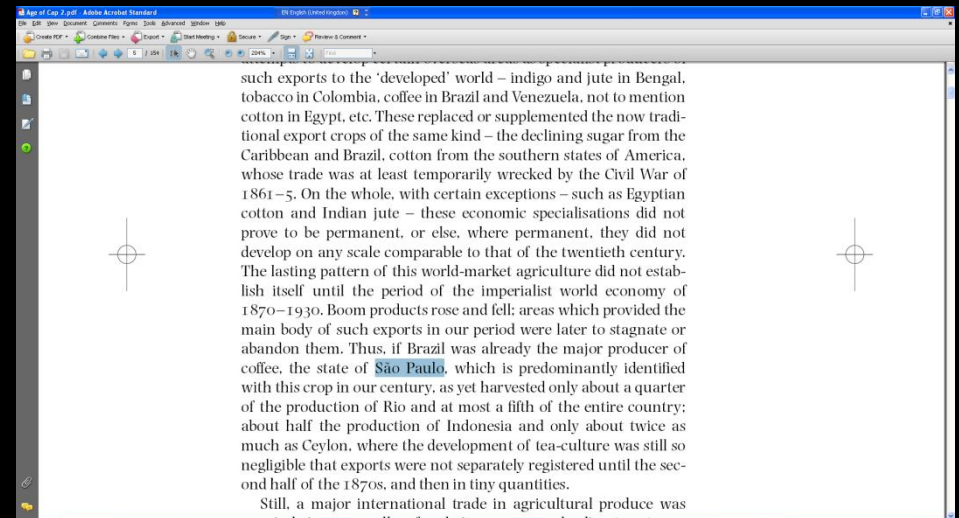 Age of Cap 2.pdf - Adobe Acrobat Standard
EN English (United Kingdom)
File Edit View Document Comments Forms Tools Advanced Window Help
Create PDF Combine Files Export Start Meeting Secure Sign Review & Comment
5 / 154 204% Find
such exports to the ‘developed’ world – indigo and jute in Bengal,
tobacco in Colombia, coffee in Brazil and Venezuela, not to mention
cotton in Egypt, etc. These replaced or supplemented the now tradi-
tional export crops of the same kind – the declining sugar from the
Caribbean and Brazil, cotton from the southern states of America,
whose trade was at least temporarily wrecked by the Civil War of
1861–5. On the whole, with certain exceptions – such as Egyptian
cotton and Indian jute – these economic specialisations did not
prove to be permanent, or else, where permanent, they did not
develop on any scale comparable to that of the twentieth century.
The lasting pattern of this world-market agriculture did not estab-
lish itself until the period of the imperialist world economy of
1870–1930. Boom products rose and fell; areas which provided the
main body of such exports in our period were later to stagnate or
abandon them. Thus, if Brazil was already the major producer of
coffee, the state of São Paulo, which is predominantly identified
with this crop in our century, as yet harvested only about a quarter
of the production of Rio and at most a fifth of the entire country;
about half the production of Indonesia and only about twice as
much as Ceylon, where the development of tea-culture was still so
negligible that exports were not separately registered until the sec-
ond half of the 1870s, and then in tiny quantities.
Still, a major international trade in agricultural produce was